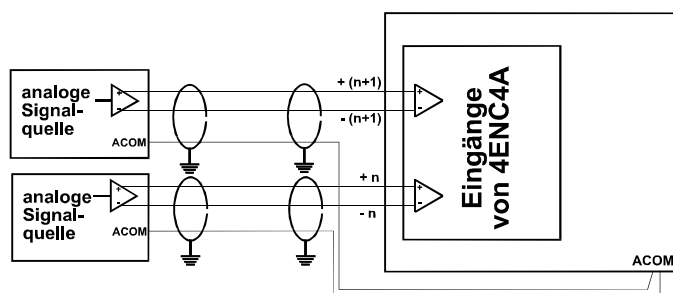 analoge
Signal-
quelle
+
-
ACOM
+ (n+1)
- (n+1)
+
-
analoge
Signal-
quelle
+
-
ACOM
+ n
- n
+
-
Eingänge
von 4ENC4A
ACOM